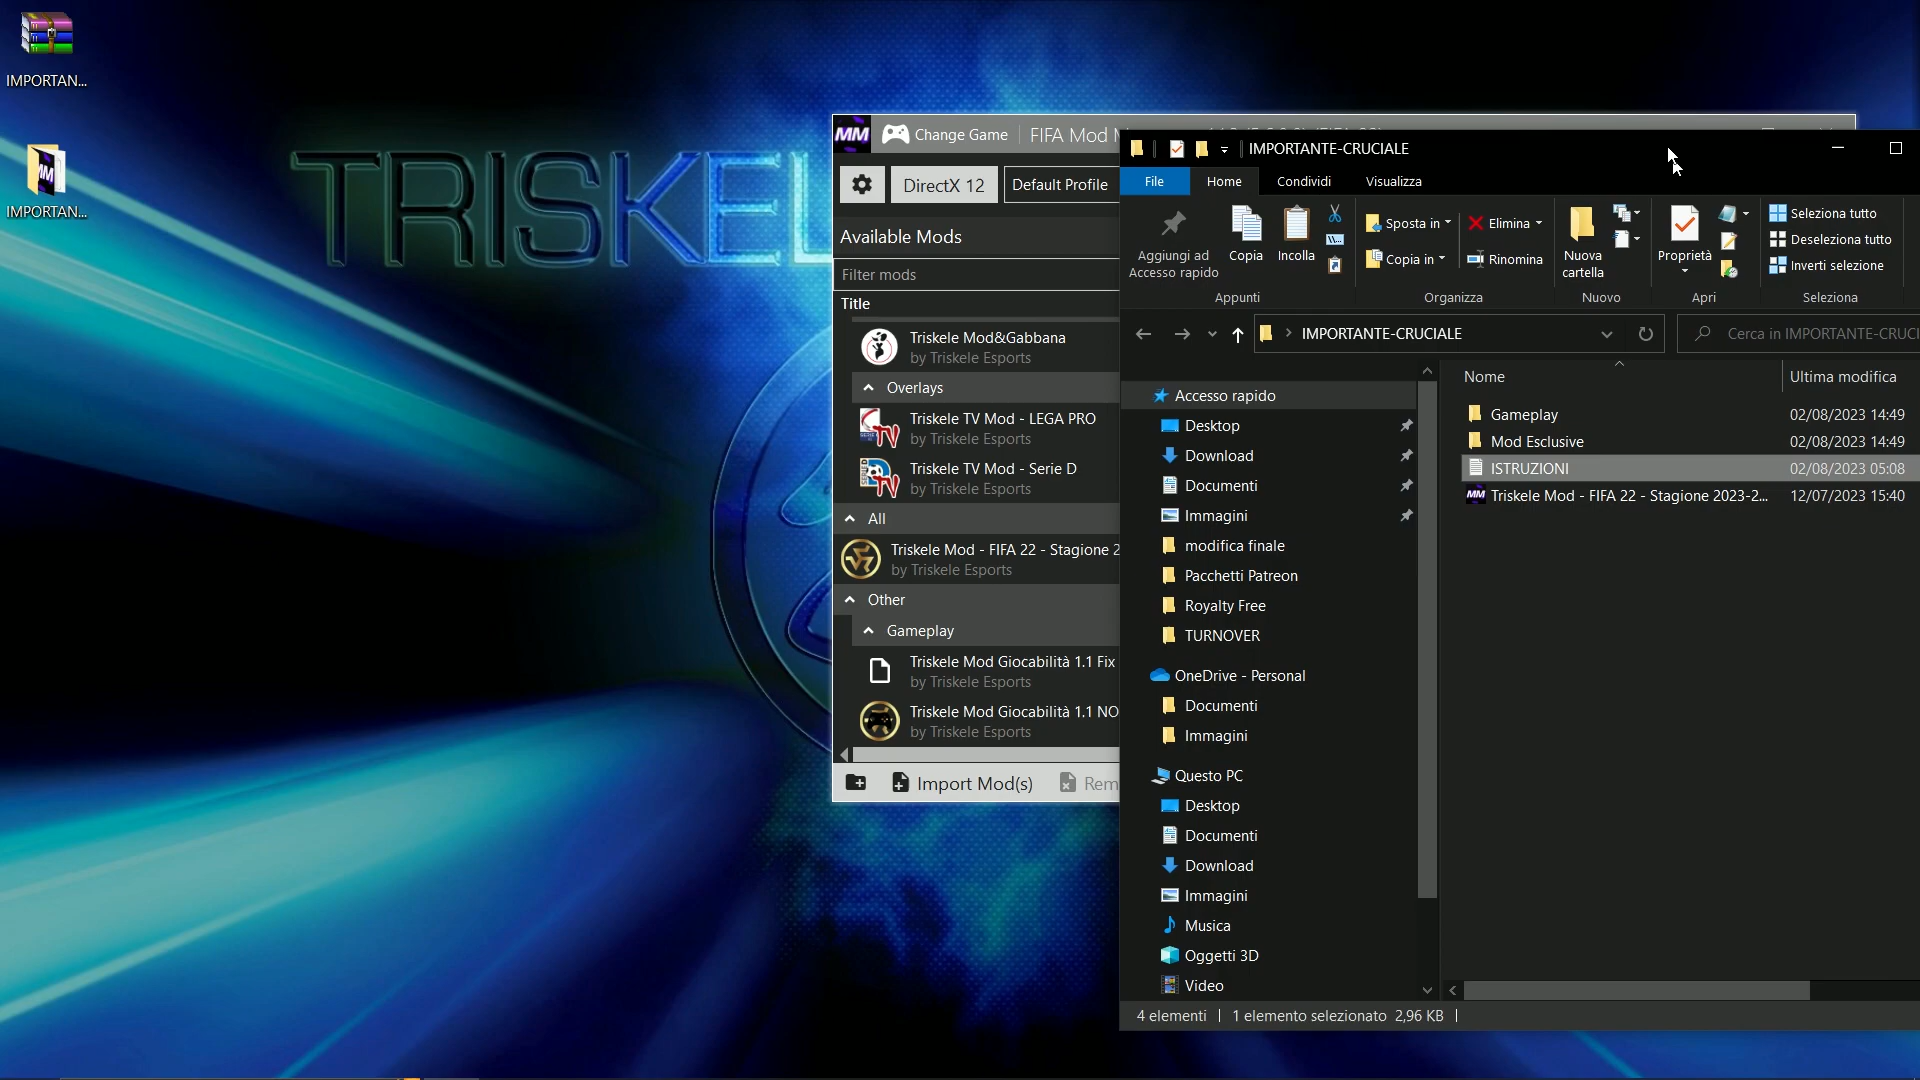 IMPORTAN...
IMPORTAN...
TRISKEL
MM
Change Game
FIFA Mod M
DirectX 12
Default Profile
Available Mods
Filter mods
Title
Triskele Mod&Gabbana
by Triskele Esports
Overlays
Triskele TV Mod - LEGA PRO
by Triskele Esports
Triskele TV Mod - Serie D
by Triskele Esports
All
Triskele Mod - FIFA 22 - Stagione 2
by Triskele Esports
Other
Gameplay
Triskele Mod Giocabilità 1.1 Fix
by Triskele Esports
Triskele Mod Giocabilità 1.1 NO
by Triskele Esports
Import Mod(s)
Rem
IMPORTANTE-CRUCIALE
File
Home
Condividi
Visualizza
Aggiungi ad
Accesso rapido
Copia
Incolla
Appunti
Sposta in
Copia in
Elimina
Rinomina
Organizza
Nuova
cartella
Nuovo
Proprietà
Apri
Seleziona tutto
Deseleziona tutto
Inverti selezione
Seleziona
IMPORTANTE-CRUCIALE
Cerca in IMPORTANTE-CRUCI
Accesso rapido
Desktop
Download
Documenti
Immagini
modifica finale
Pacchetti Patreon
Royalty Free
TURNOVER
OneDrive - Personal
Documenti
Immagini
Questo PC
Desktop
Documenti
Download
Immagini
Musica
Oggetti 3D
Video
Nome
Ultima modifica
Gameplay
02/08/2023 14:49
Mod Esclusive
02/08/2023 14:49
ISTRUZIONI
02/08/2023 05:08
MM
Triskele Mod - FIFA 22 - Stagione 2023-2...
12/07/2023 15:40
4 elementi
1 elemento selezionato 2,96 KB